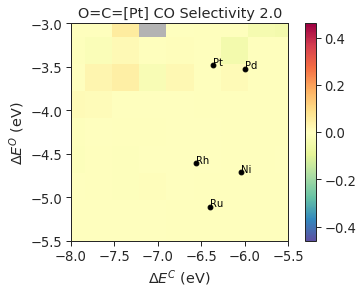 O=C=[Pt] CO Selectivity 2.0
−3.0
−3.5
−4.0
−4.5
−5.0
−5.5
ΔE^O (eV)
Pt
Pd
Rh
Ni
Ru
−8.0 −7.5 −7.0 −6.5 −6.0 −5.5
ΔE^C (eV)
0.4
0.2
0.0
−0.2
−0.4